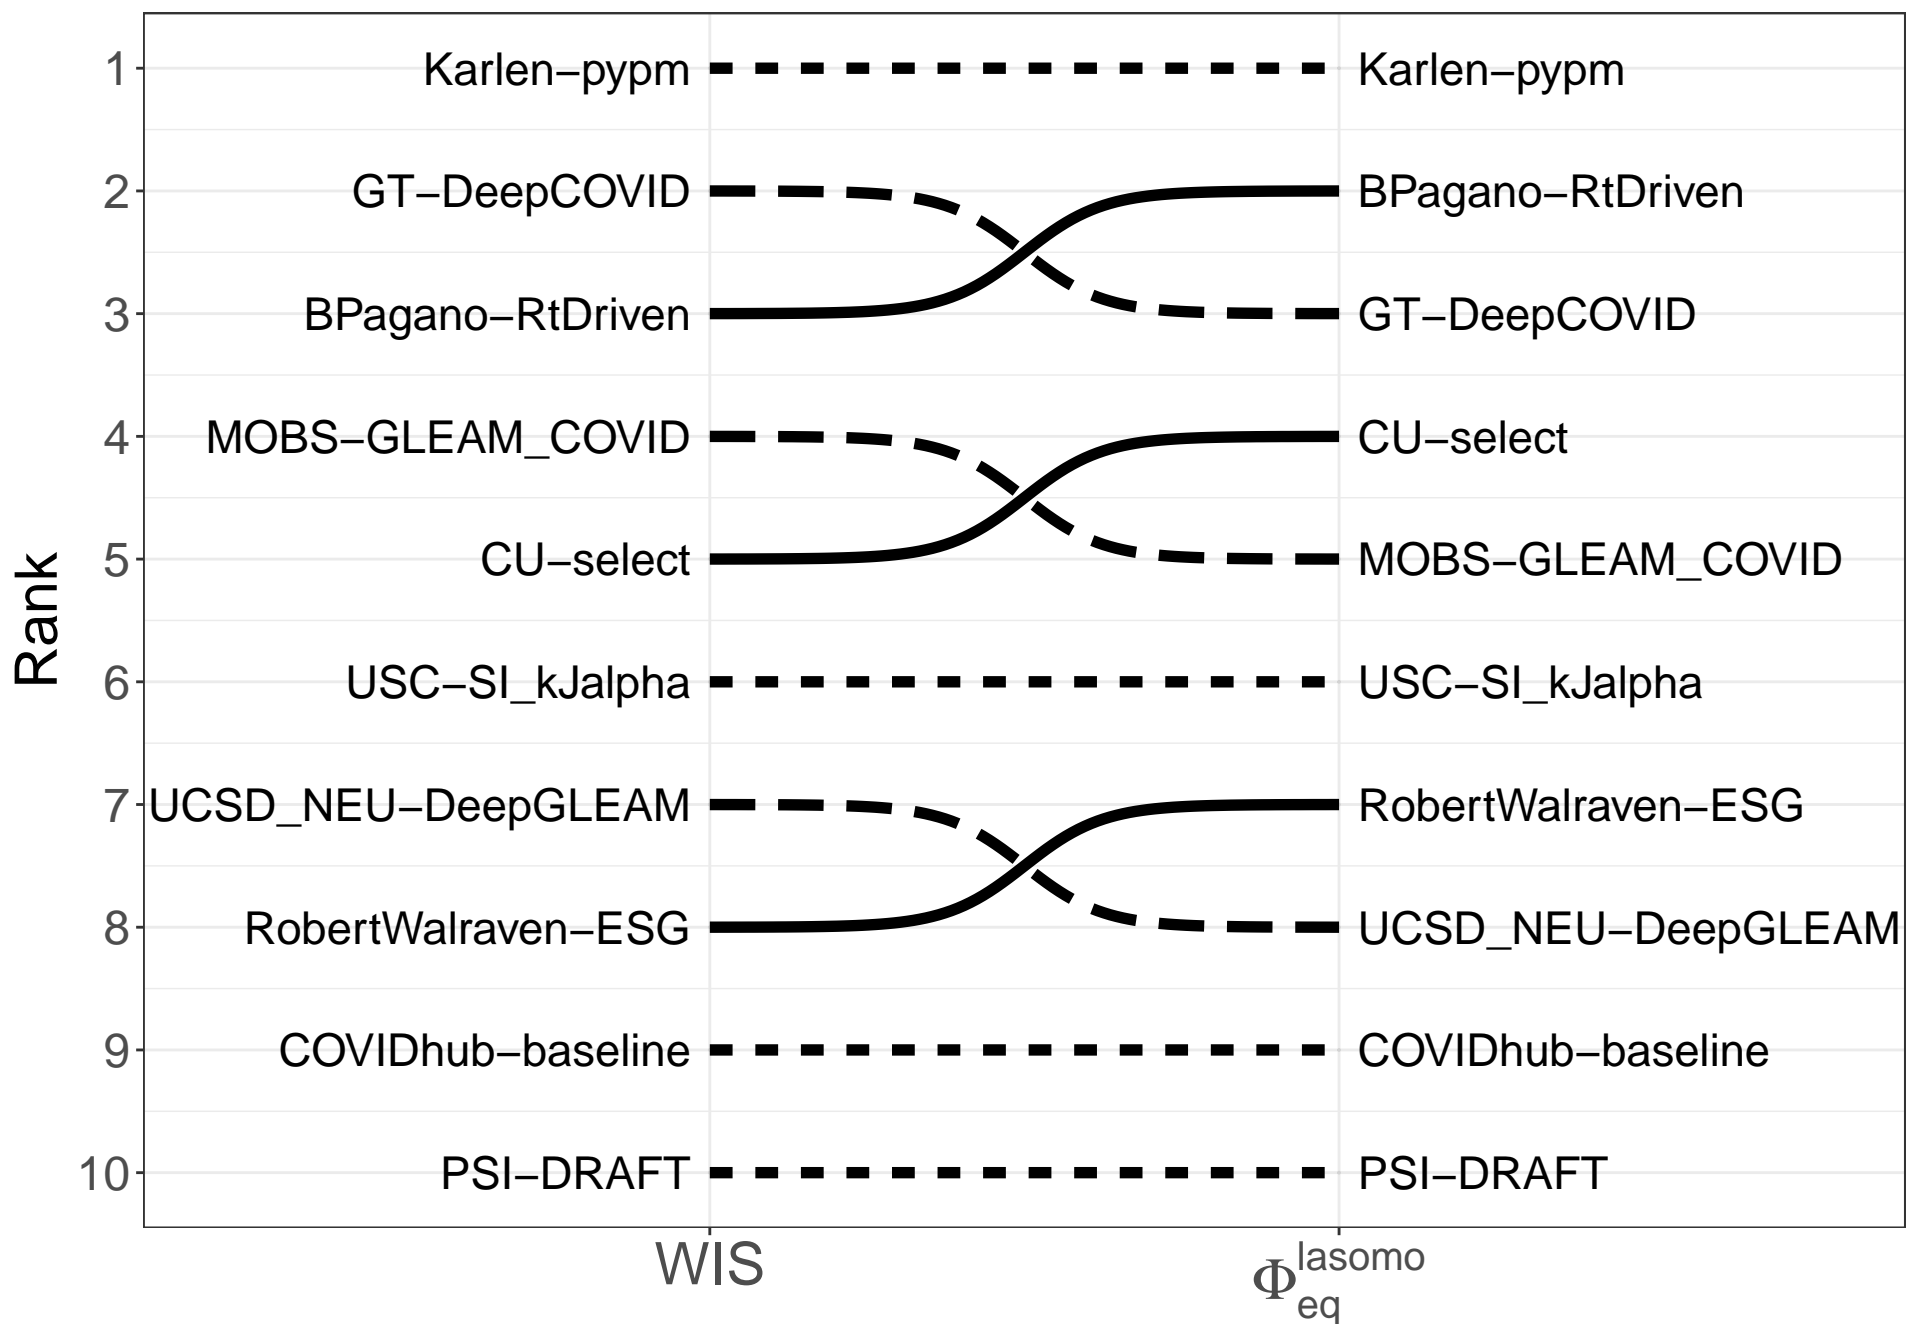 1 Karlen–pypm Karlen–pypm
2 GT–DeepCOVID BPagano–RtDriven
3 BPagano–RtDriven GT–DeepCOVID
4 MOBS–GLEAM_COVID CU–select
5 CU–select MOBS–GLEAM_COVID
Rank
6 USC–SI_kJalpha USC–SI_kJalpha
7 UCSD_NEU–DeepGLEAM RobertWalraven–ESG
8 RobertWalraven–ESG UCSD_NEU–DeepGLEAM
9 COVIDhub–baseline COVIDhub–baseline
10 PSI–DRAFT PSI–DRAFT
WIS Φ lasomo eq